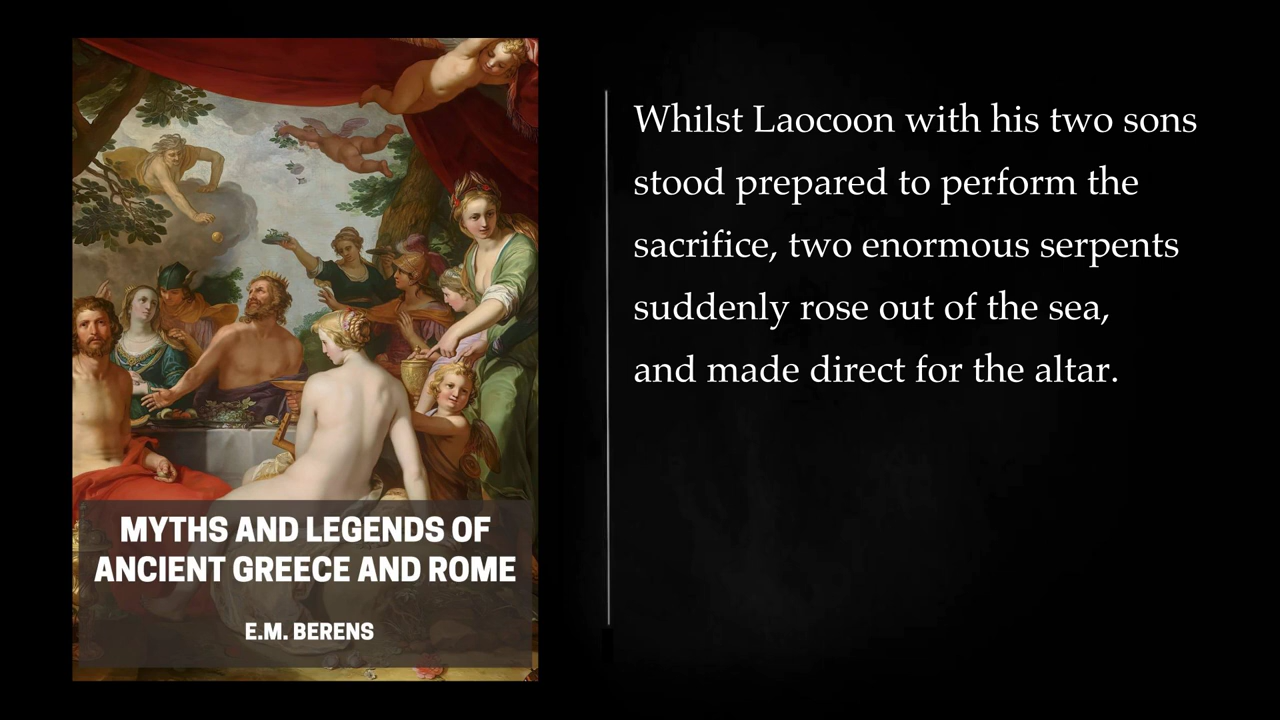 MYTHS AND LEGENDS OF
ANCIENT GREECE AND ROME
E.M. BERENS
Whilst Laocoon with his two sons
stood prepared to perform the
sacrifice, two enormous serpents
suddenly rose out of the sea,
and made direct for the altar.